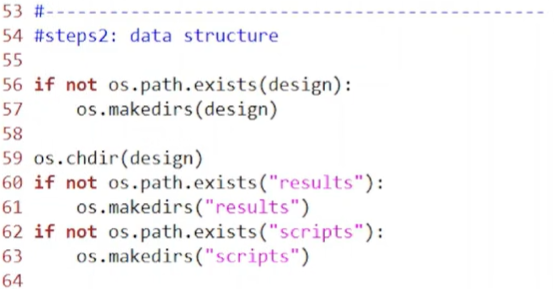 53 #--------------------------------------------------
54 #steps2: data structure
55
56 if not os.path.exists(design):
57     os.makedirs(design)
58
59 os.chdir(design)
60 if not os.path.exists("results"):
61     os.makedirs("results")
62 if not os.path.exists("scripts"):
63     os.makedirs("scripts")
64